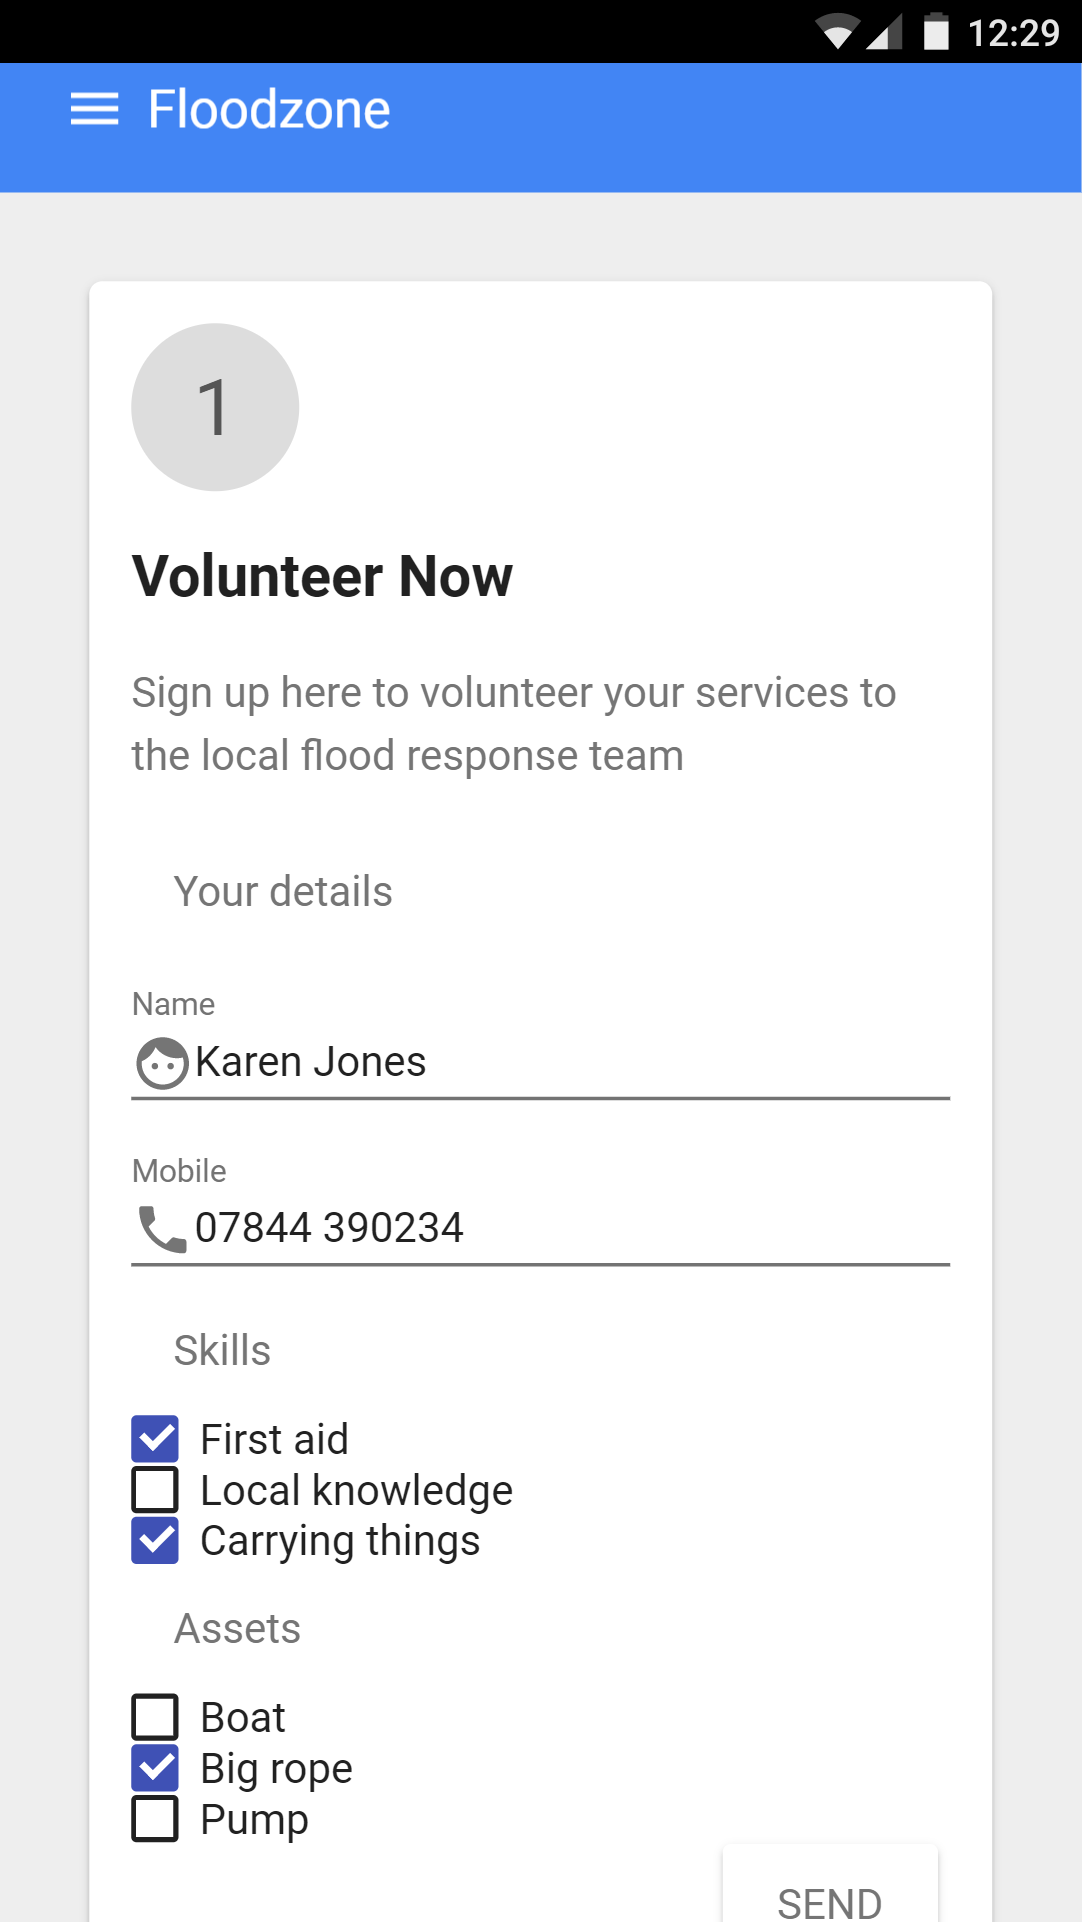 12:29
Floodzone
1
Volunteer Now
Sign up here to volunteer your services to
the local flood response team
Your details
Name
Karen Jones
Mobile
07844 390234
Skills
First aid
Local knowledge
Carrying things
Assets
Boat
Big rope
Pump
SEND